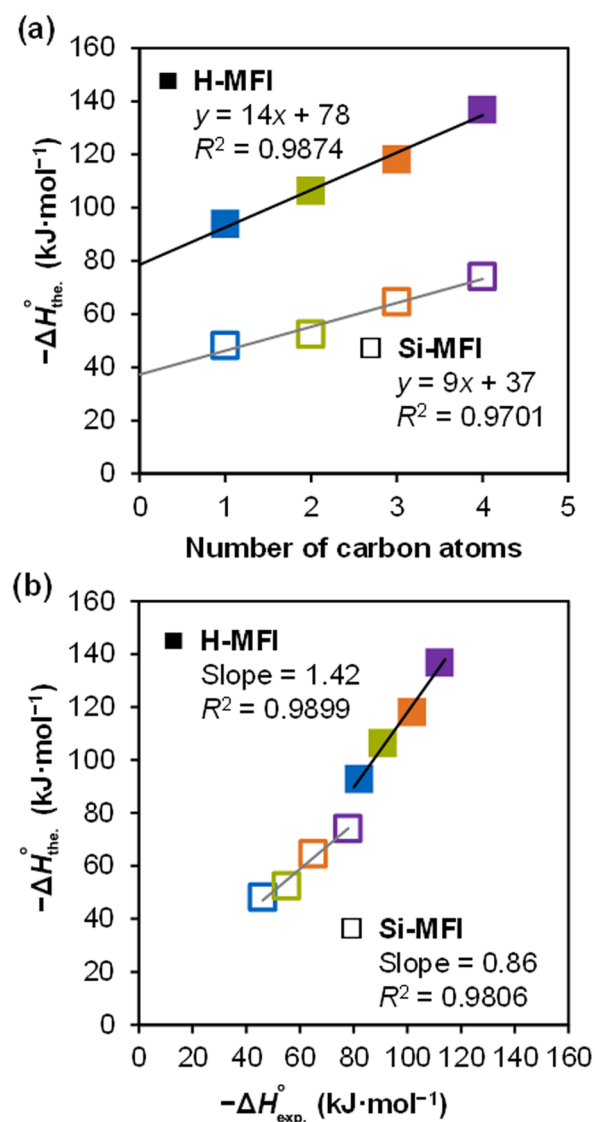 (a)
160
140
120
100
80
60
40
20
0
−ΔH°the. (kJ·mol⁻¹)
■ H-MFI
y = 14x + 78
R² = 0.9874
□ Si-MFI
y = 9x + 37
R² = 0.9701
0 1 2 3 4 5
Number of carbon atoms
(b)
160
140
120
100
80
60
40
20
0
−ΔH°the. (kJ·mol⁻¹)
■ H-MFI
Slope = 1.42
R² = 0.9899
□ Si-MFI
Slope = 0.86
R² = 0.9806
0 20 40 60 80 100 120 140 160
−ΔH°exp. (kJ·mol⁻¹)